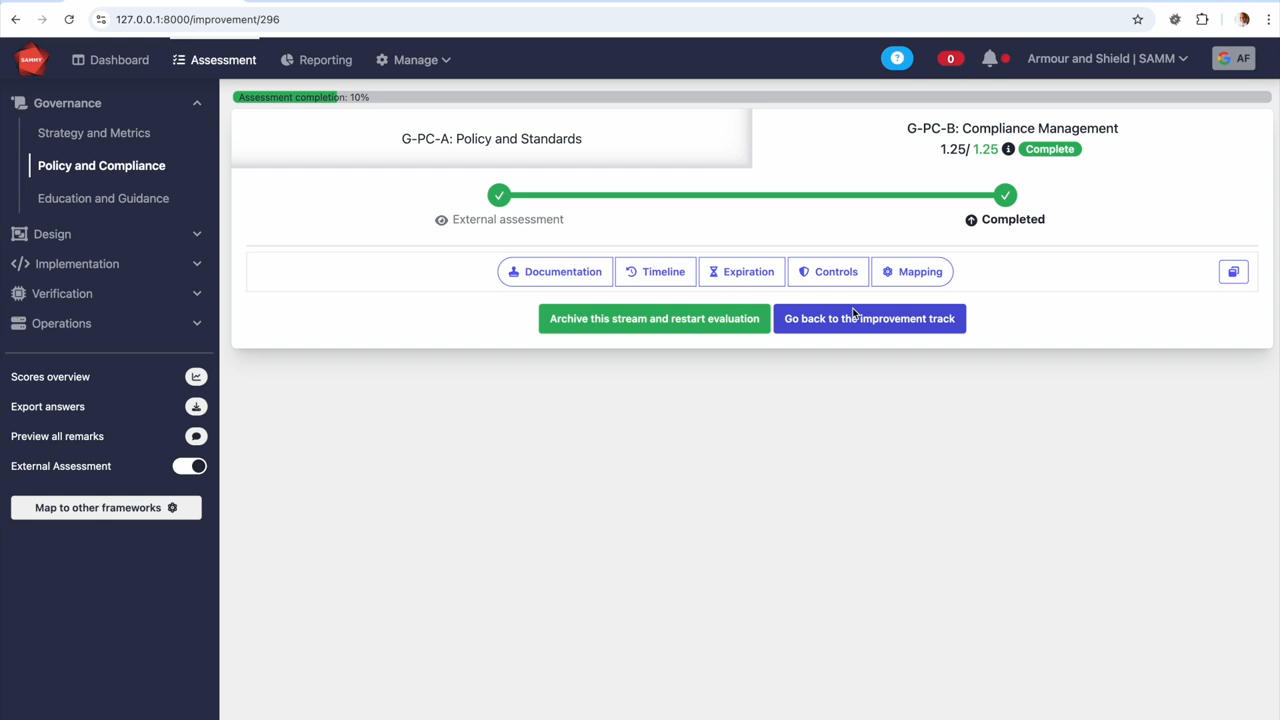 127.0.0.1:8000/improvement/296
SAMMY
Dashboard
Assessment
Reporting
Manage
?
0
Armour and Shield | SAMM
G AF
Governance
Strategy and Metrics
Policy and Compliance
Education and Guidance
Design
Implementation
Verification
Operations
Scores overview
Export answers
Preview all remarks
External Assessment
Map to other frameworks
Assessment completion: 10%
G-PC-A: Policy and Standards
G-PC-B: Compliance Management
1.25/ 1.25 i Complete
External assessment
Completed
Documentation
Timeline
Expiration
Controls
Mapping
Archive this stream and restart evaluation
Go back to the improvement track